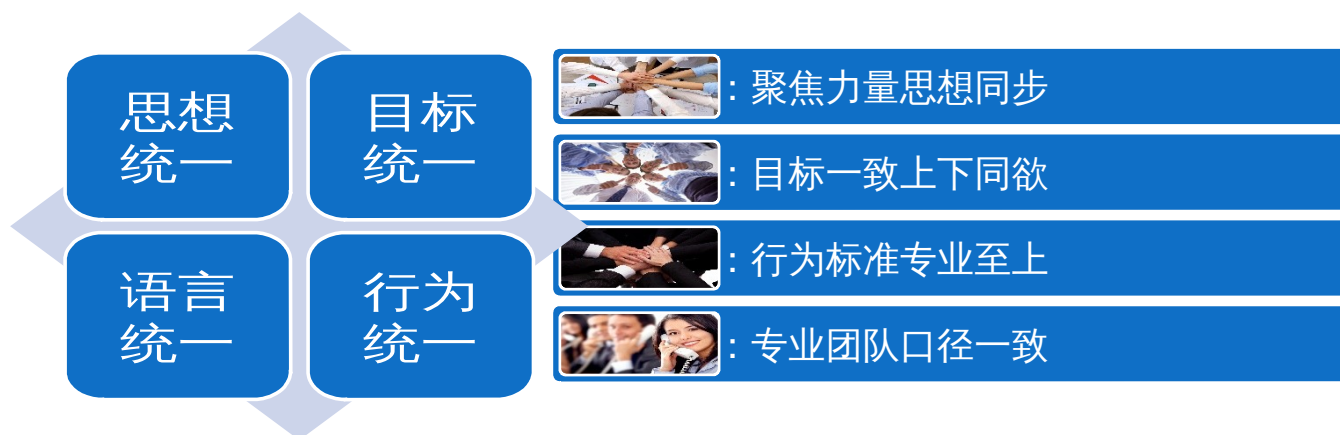 思想
统一
目标
统一
语言
统一
行为
统一
：聚焦力量思想同步
：目标一致上下同欲
：行为标准专业至上
：专业团队口径一致